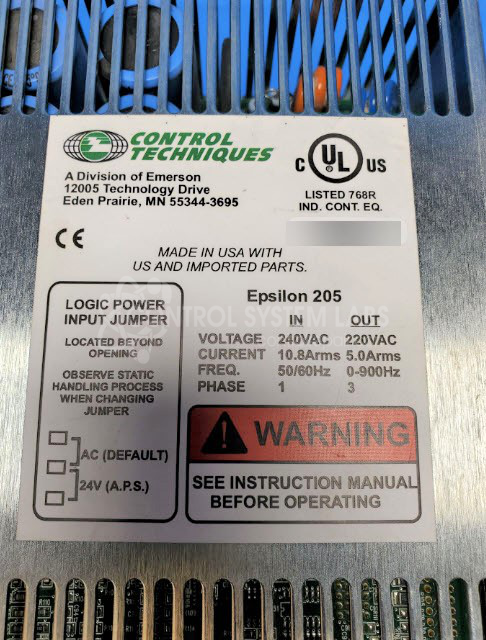 CONTROL
TECHNIQUES
A Division of Emerson
12005 Technology Drive
Eden Prairie, MN 55344-3695
C UL US
LISTED 768R
IND. CONT. EQ.
CE
MADE IN USA WITH
US AND IMPORTED PARTS.
LOGIC POWER
INPUT JUMPER
LOCATED BEYOND
OPENING
OBSERVE STATIC
HANDLING PROCESS
WHEN CHANGING
JUMPER
AC (DEFAULT)
24V (A.P.S.)
Epsilon 205
IN OUT
VOLTAGE 240VAC 220VAC
CURRENT 10.8Arms 5.0Arms
FREQ. 50/60Hz 0-900Hz
PHASE 1 3
WARNING
SEE INSTRUCTION MANUAL
BEFORE OPERATING
CONTROL SYSTEM LABS